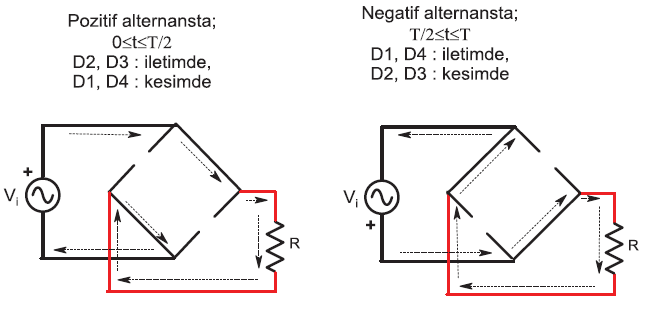 Pozitif alternansta;
0≤t≤T/2
D2, D3 : iletimde,
D1, D4 : kesimde
Negatif alternansta;
T/2≤t≤T
D1, D4 : iletimde,
D2, D3 : kesimde
+
Vi
R
Vi
+
R